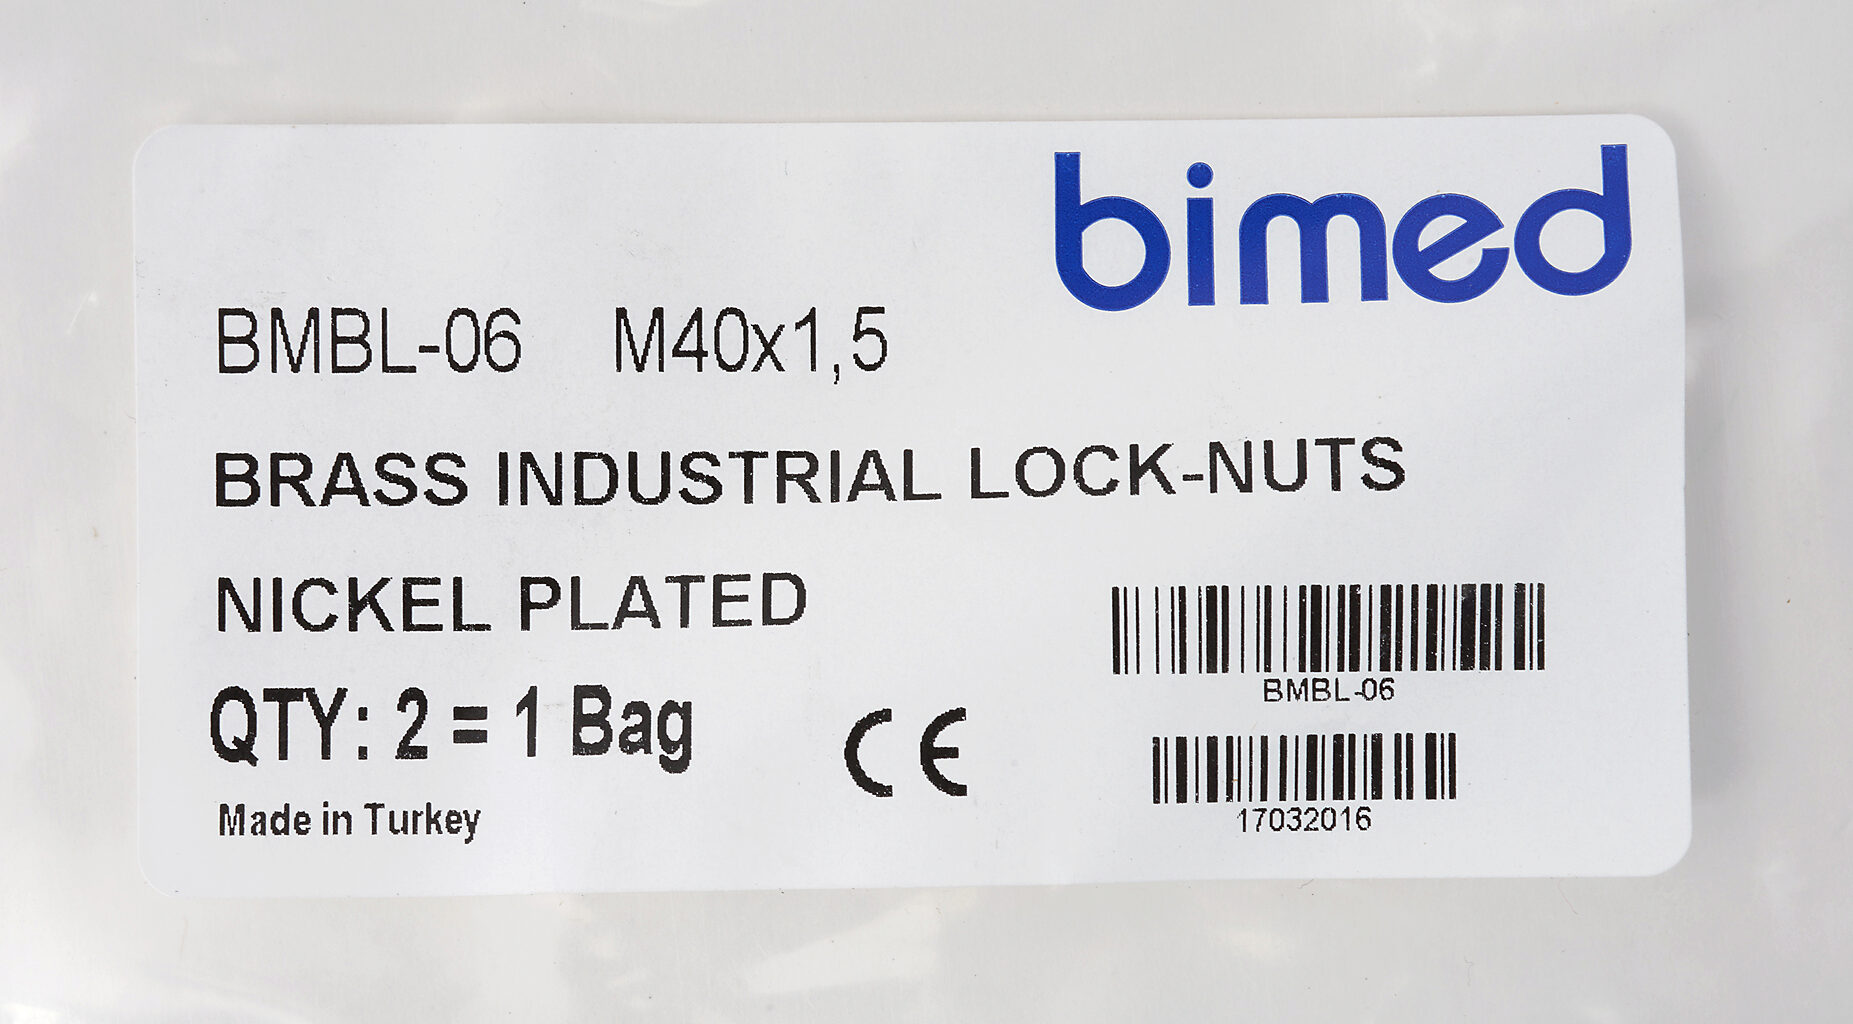 bimed
BMBL-06 M40x1,5
BRASS INDUSTRIAL LOCK-NUTS
NICKEL PLATED
QTY: 2 = 1 Bag
CE
Made in Turkey
BMBL-06
17032016